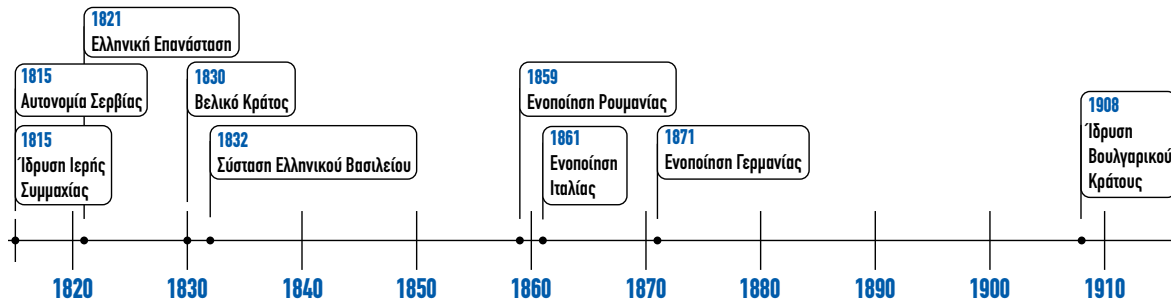 1821
Ελληνική Επανάσταση
1815
Αυτονομία Σερβίας
1815
Ίδρυση Ιερής
Συμμαχίας
1830
Βελικό Κράτος
1832
Σύσταση Ελληνικού Βασιλείου
1859
Ενοποίηση Ρουμανίας
1861
Ενοποίηση
Ιταλίας
1871
Ενοποίηση Γερμανίας
1908
Ίδρυση
Βουλγαρικού
Κράτους
1820 1830 1840 1850 1860 1870 1880 1890 1900 1910